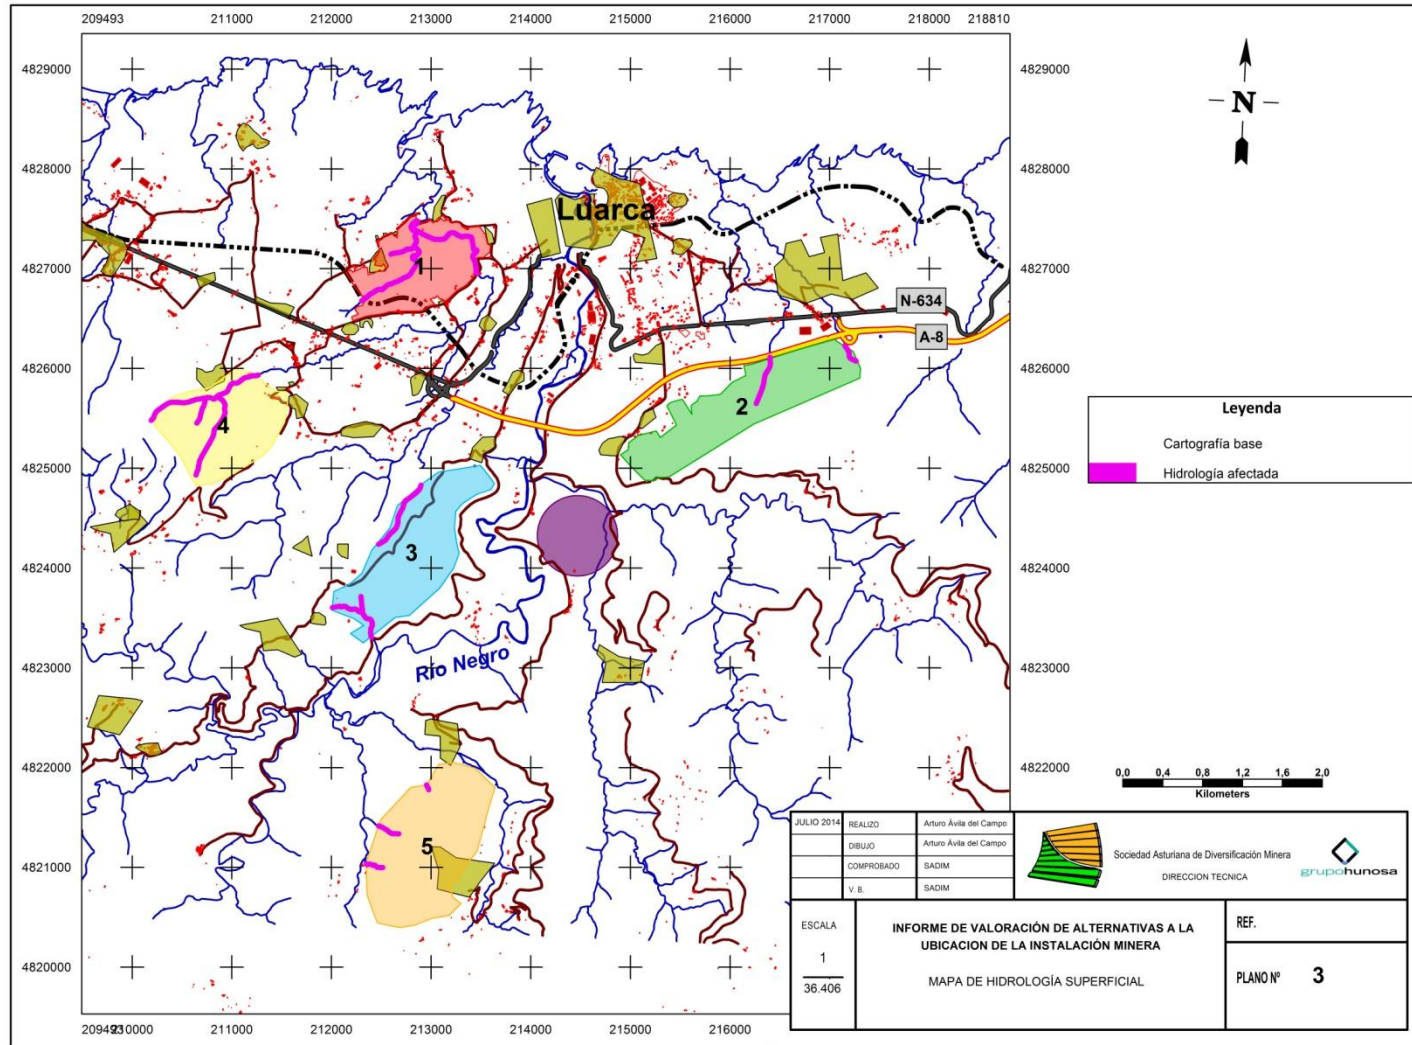 209493 211000 212000 213000 214000 215000 216000 217000 218000 218810
4829000 4829000
4828000 4828000
4827000 4827000
4826000 4826000
4825000 4825000
4824000 4824000
4823000 4823000
4822000 4822000
4821000
4820000
N
Luarca
1
N-634
A-8
2
4
3
Río Negro
5
Leyenda
Cartografía base
Hidrología afectada
0,0 0,4 0,8 1,2 1,6 2,0
Kilometers
JULIO 2014 REALIZO Arturo Ávila del Campo
DIBUJO Arturo Ávila del Campo
COMPROBADO SADIM
V. B. SADIM
Sociedad Asturiana de Diversificación Minera
DIRECCION TECNICA
grupohunosa
ESCALA
1
36.406
INFORME DE VALORACIÓN DE ALTERNATIVAS A LA
UBICACION DE LA INSTALACIÓN MINERA
MAPA DE HIDROLOGÍA SUPERFICIAL
REF.
PLANO Nº 3
211000 212000 213000 214000 215000 216000